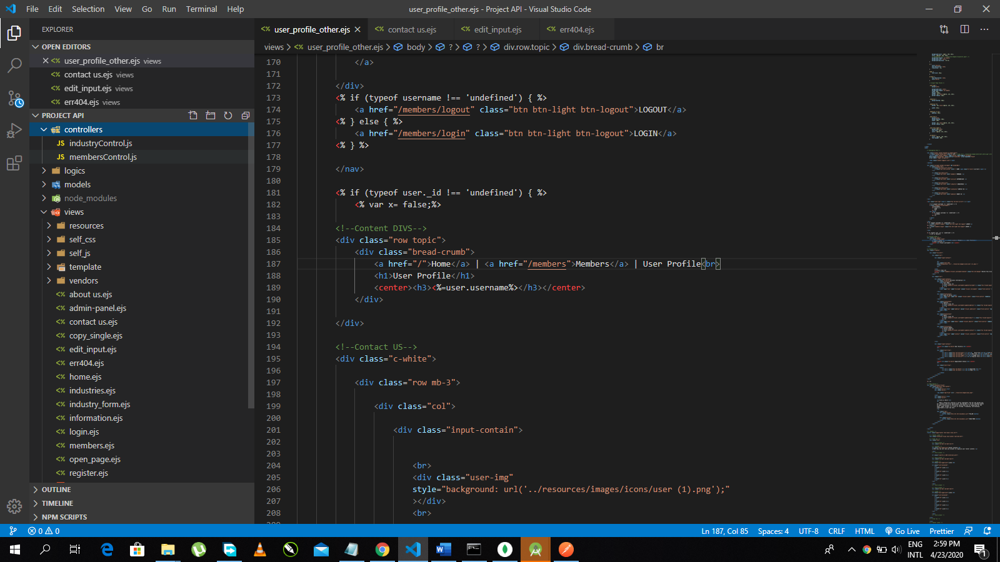 File Edit Selection View Go Run Terminal Help
user_profile_other.ejs - Project API - Visual Studio Code
EXPLORER
OPEN EDITORS
user_profile_other.ejs views
contact us.ejs views
edit_input.ejs views
err404.ejs views
PROJECT API
controllers
JS industryControl.js
JS membersControl.js
logics
models
node_modules
views
resources
self_css
self_js
template
vendors
about us.ejs
admin-panel.ejs
contact us.ejs
copy_single.ejs
edit_input.ejs
err404.ejs
home.ejs
industries.ejs
industry_form.ejs
information.ejs
login.ejs
members.ejs
open_page.ejs
register.ejs
OUTLINE
TIMELINE
NPM SCRIPTS
user_profile_other.ejs contact us.ejs edit_input.ejs err404.ejs
views > user_profile_other.ejs > body > ? > ? > div.row.topic > div.bread-crumb > br
170 </a>
171
172 </div>
173 <% if (typeof username !== 'undefined') { %>
174 <a href="/members/logout" class="btn btn-light btn-logout">LOGOUT</a>
175 <% } else { %>
176 <a href="/members/login" class="btn btn-light btn-logout">LOGIN</a>
177 <% } %>
178
179 </nav>
180
181 <% if (typeof user._id !== 'undefined') { %>
182 <% var x= false;%>
183
184 <!--Content DIVS-->
185 <div class="row topic">
186 <div class="bread-crumb">
187 <a href="/">Home</a> | <a href="/members">Members</a> | User Profile<br>
188 <h1>User Profile</h1>
189 <center><h3><%=user.username%></h3></center>
190 </div>
191
192 </div>
193
194 <!--Contact US-->
195 <div class="c-white">
196
197 <div class="row mb-3">
198
199 <div class="col">
200
201 <div class="input-contain">
202
203
204 <br>
205 <div class="user-img"
206 style="background: url('../resources/images/icons/user (1).png');"
207 ></div>
208 <br>
0 0
Ln 187, Col 85 Spaces: 4 UTF-8 CRLF HTML Go Live Prettier
ENG
INTL
2:59 PM
4/23/2020
1